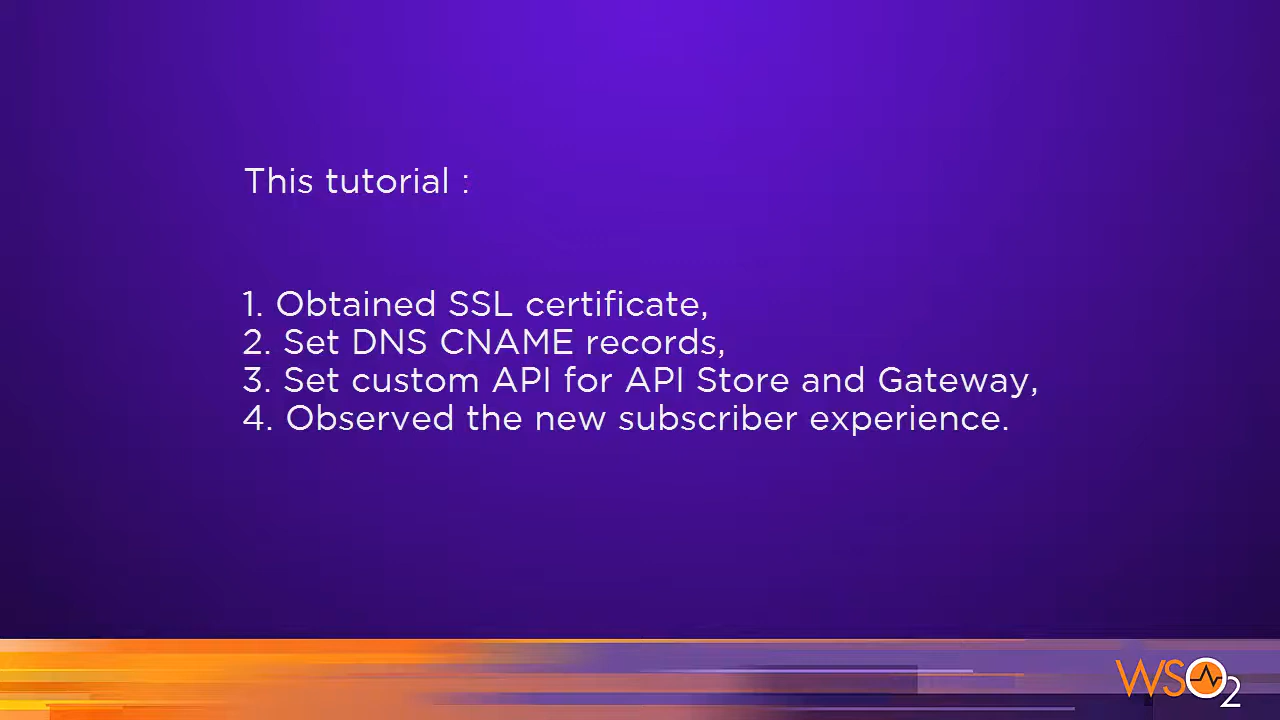 This tutorial :
1. Obtained SSL certificate,
2. Set DNS CNAME records,
3. Set custom API for API Store and Gateway,
4. Observed the new subscriber experience.
WSO2